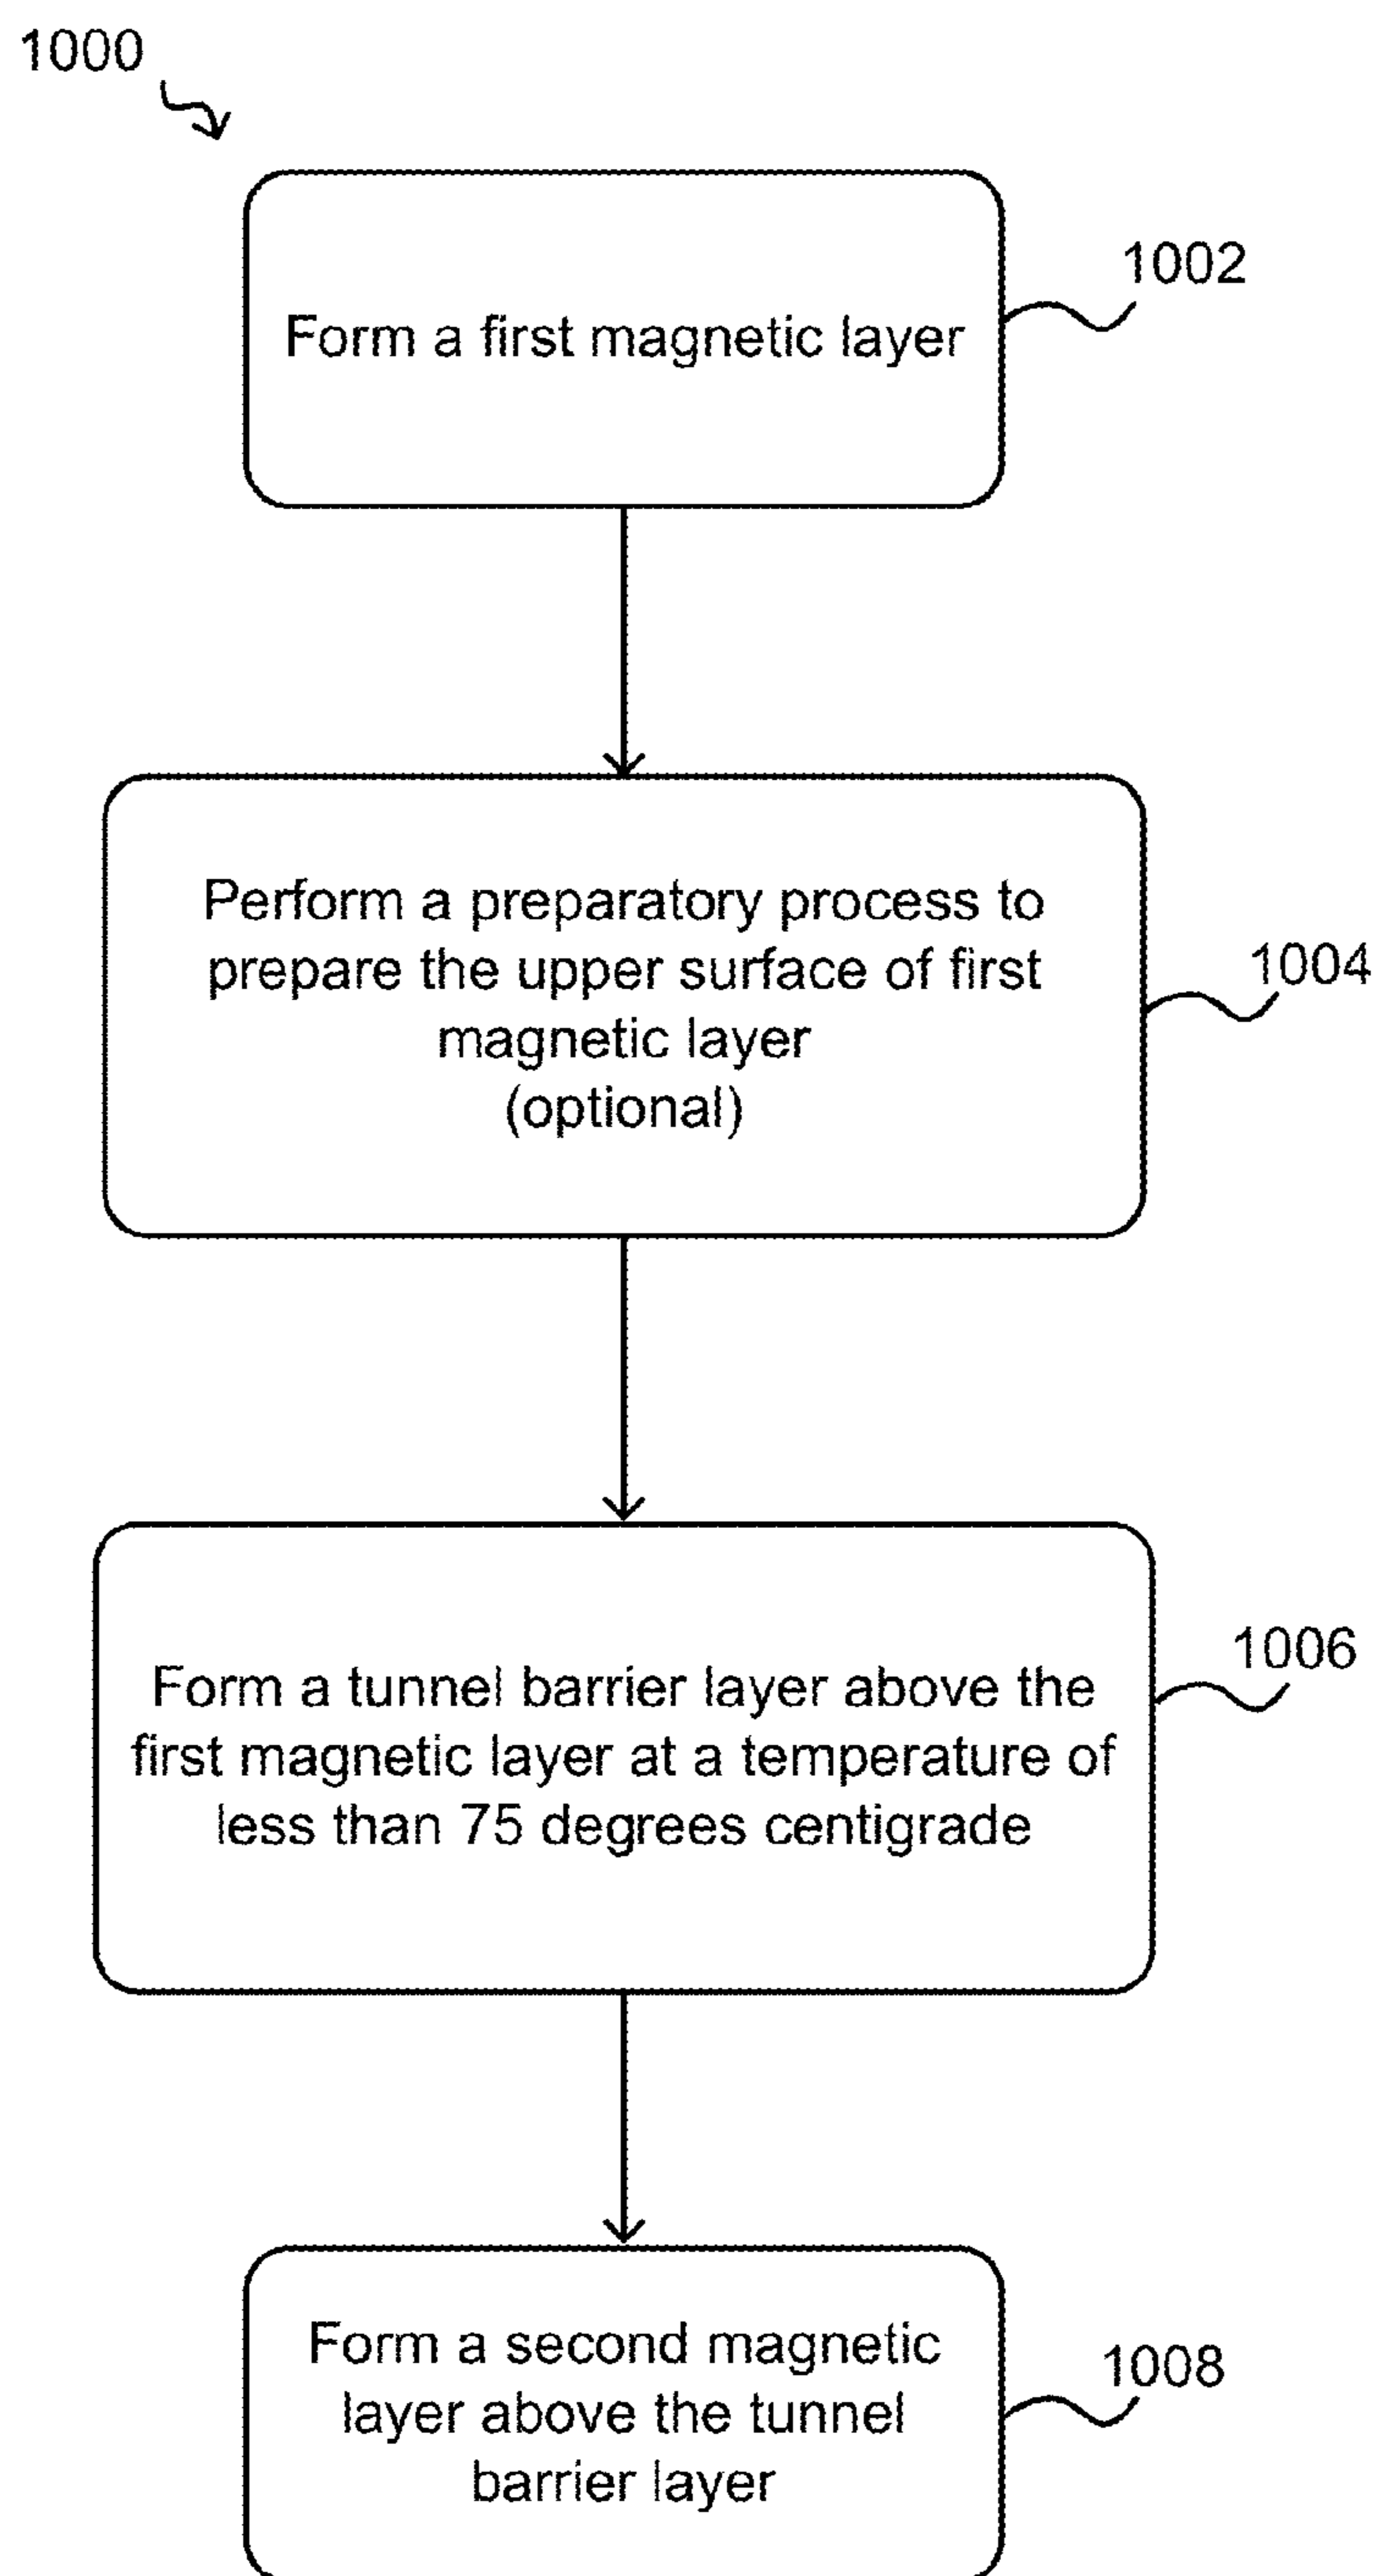 1000
1002
Form a first magnetic layer
Perform a preparatory process to
prepare the upper surface of first
magnetic layer
(optional)
1004
Form a tunnel barrier layer above the
first magnetic layer at a temperature of
less than 75 degrees centigrade
1006
Form a second magnetic
layer above the tunnel
barrier layer
1008